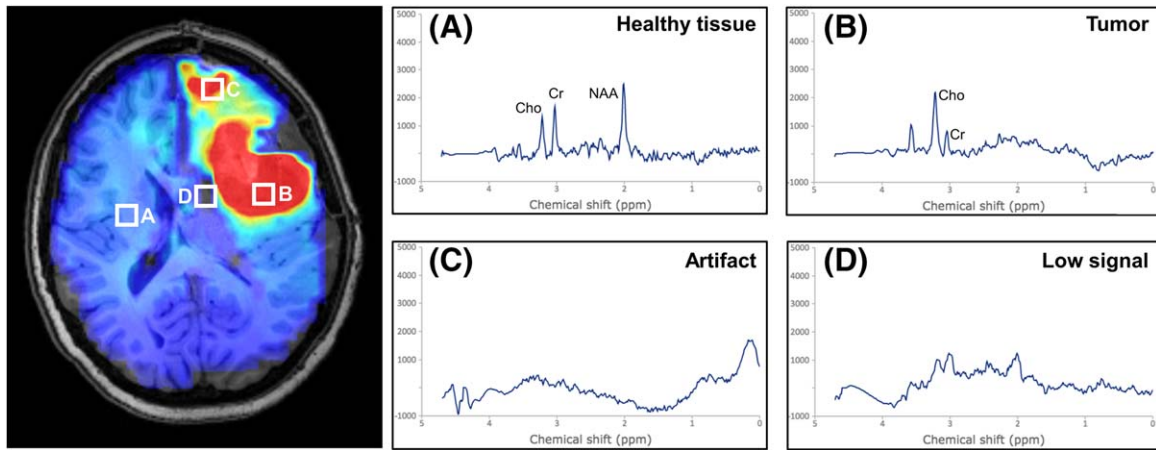 C
D
B
A
(A)
Healthy tissue
5000
4000
3000
2000
1000
-1000
Cho
Cr
NAA
5
4
3
2
1
0
Chemical shift (ppm)
(B)
Tumor
5000
4000
3000
2000
1000
-1000
Cho
Cr
5
4
3
2
1
0
Chemical shift (ppm)
(C)
Artifact
5000
4000
3000
2000
1000
-1000
5
4
3
2
1
0
Chemical shift (ppm)
(D)
Low signal
5000
4000
3000
2000
1000
-1000
5
4
3
2
1
0
Chemical shift (ppm)